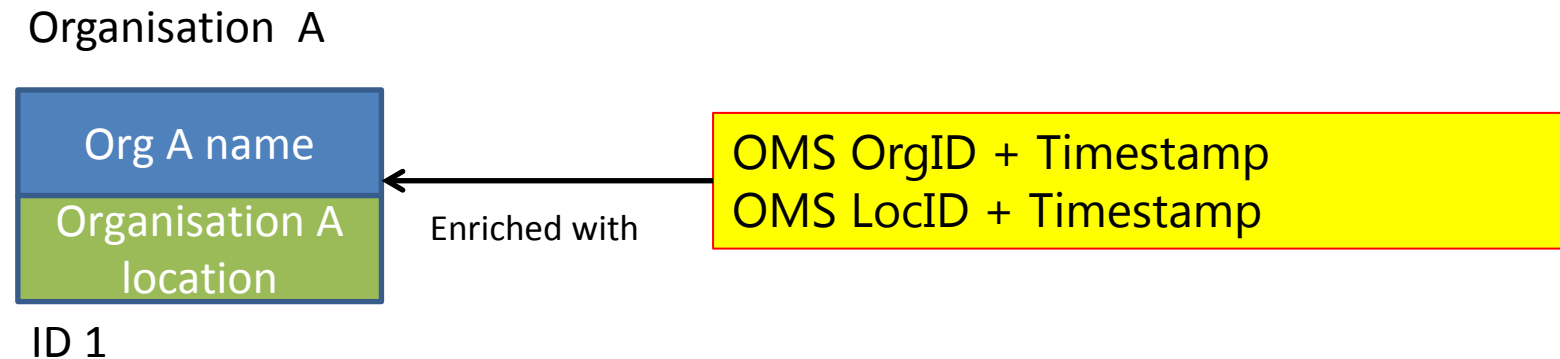 Organisation  A
Org A name
Organisation A
location
ID 1
Enriched with
OMS OrgID + Timestamp
OMS LocID + Timestamp